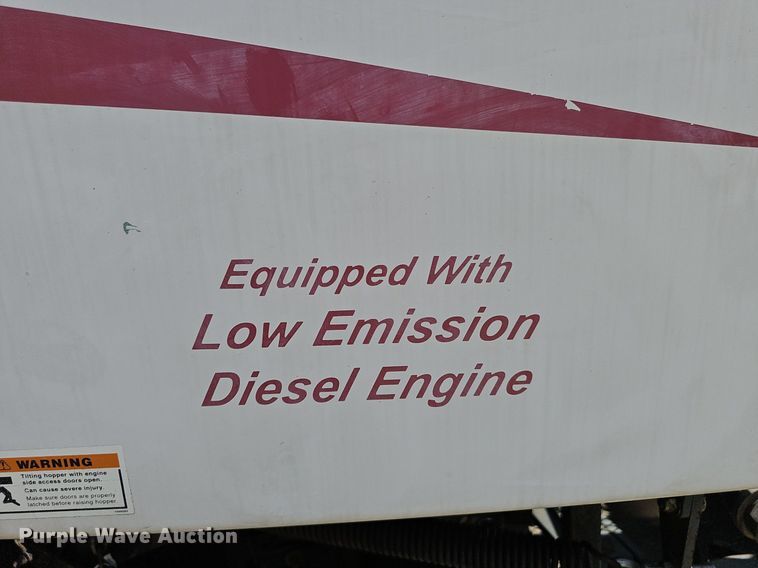 Equipped With
Low Emission
Diesel Engine
WARNING
Tilting hopper with engine
side access doors open.
Can cause severe injury.
Make sure doors are properly
latched before raising hopper
Purple Wave Auction